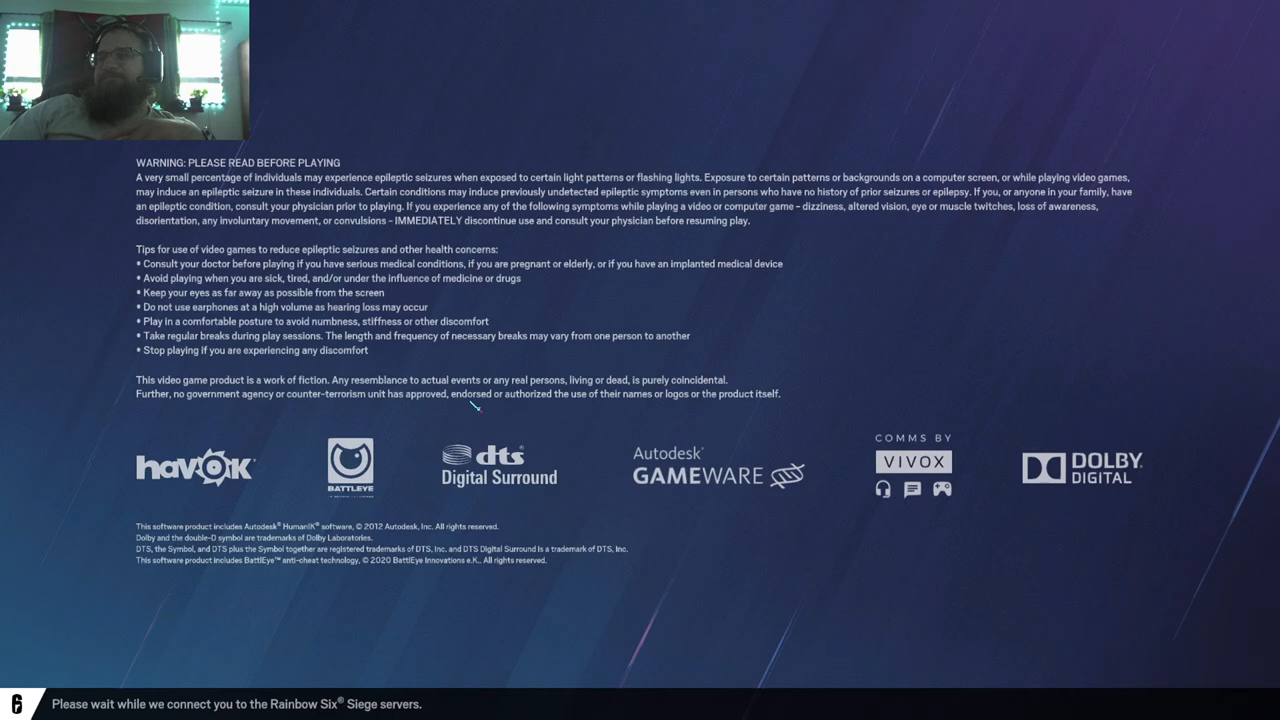 WARNING: PLEASE READ BEFORE PLAYING
A very small percentage of individuals may experience epileptic seizures when exposed to certain light patterns or flashing lights. Exposure to certain patterns or backgrounds on a computer screen, or while playing video games,
may induce an epileptic seizure in these individuals. Certain conditions may induce previously undetected epileptic symptoms even in persons who have no history of prior seizures or epilepsy. If you, or anyone in your family, have
an epileptic condition, consult your physician prior to playing. If you experience any of the following symptoms while playing a video or computer game - dizziness, altered vision, eye or muscle twitches, loss of awareness,
disorientation, any involuntary movement, or convulsions - IMMEDIATELY discontinue use and consult your physician before resuming play.
Tips for use of video games to reduce epileptic seizures and other health concerns:
• Consult your doctor before playing if you have serious medical conditions, if you are pregnant or elderly, or if you have an implanted medical device
• Avoid playing when you are sick, tired, and/or under the influence of medicine or drugs
• Keep your eyes as far away as possible from the screen
• Do not use earphones at a high volume as hearing loss may occur
• Play in a comfortable posture to avoid numbness, stiffness or other discomfort
• Take regular breaks during play sessions. The length and frequency of necessary breaks may vary from one person to another
• Stop playing if you are experiencing any discomfort
This video game product is a work of fiction. Any resemblance to actual events or any real persons, living or dead, is purely coincidental.
Further, no government agency or counter-terrorism unit has approved, endorsed or authorized the use of their names or logos or the product itself.
havok
BATTLEYE
dts Digital Surround
Autodesk® GAMEWARE
COMMS BY VIVOX
DOLBY DIGITAL
This software product includes Autodesk® HumanIK® software, © 2012 Autodesk, Inc. All rights reserved.
Dolby and the double-D symbol are trademarks of Dolby Laboratories.
DTS, the Symbol, and DTS plus the Symbol together are registered trademarks of DTS, Inc. and DTS Digital Surround is a trademark of DTS, Inc.
This software product includes BattlEye™ anti-cheat technology, © 2020 BattlEye Innovations e.K.. All rights reserved.
6 Please wait while we connect you to the Rainbow Six® Siege servers.